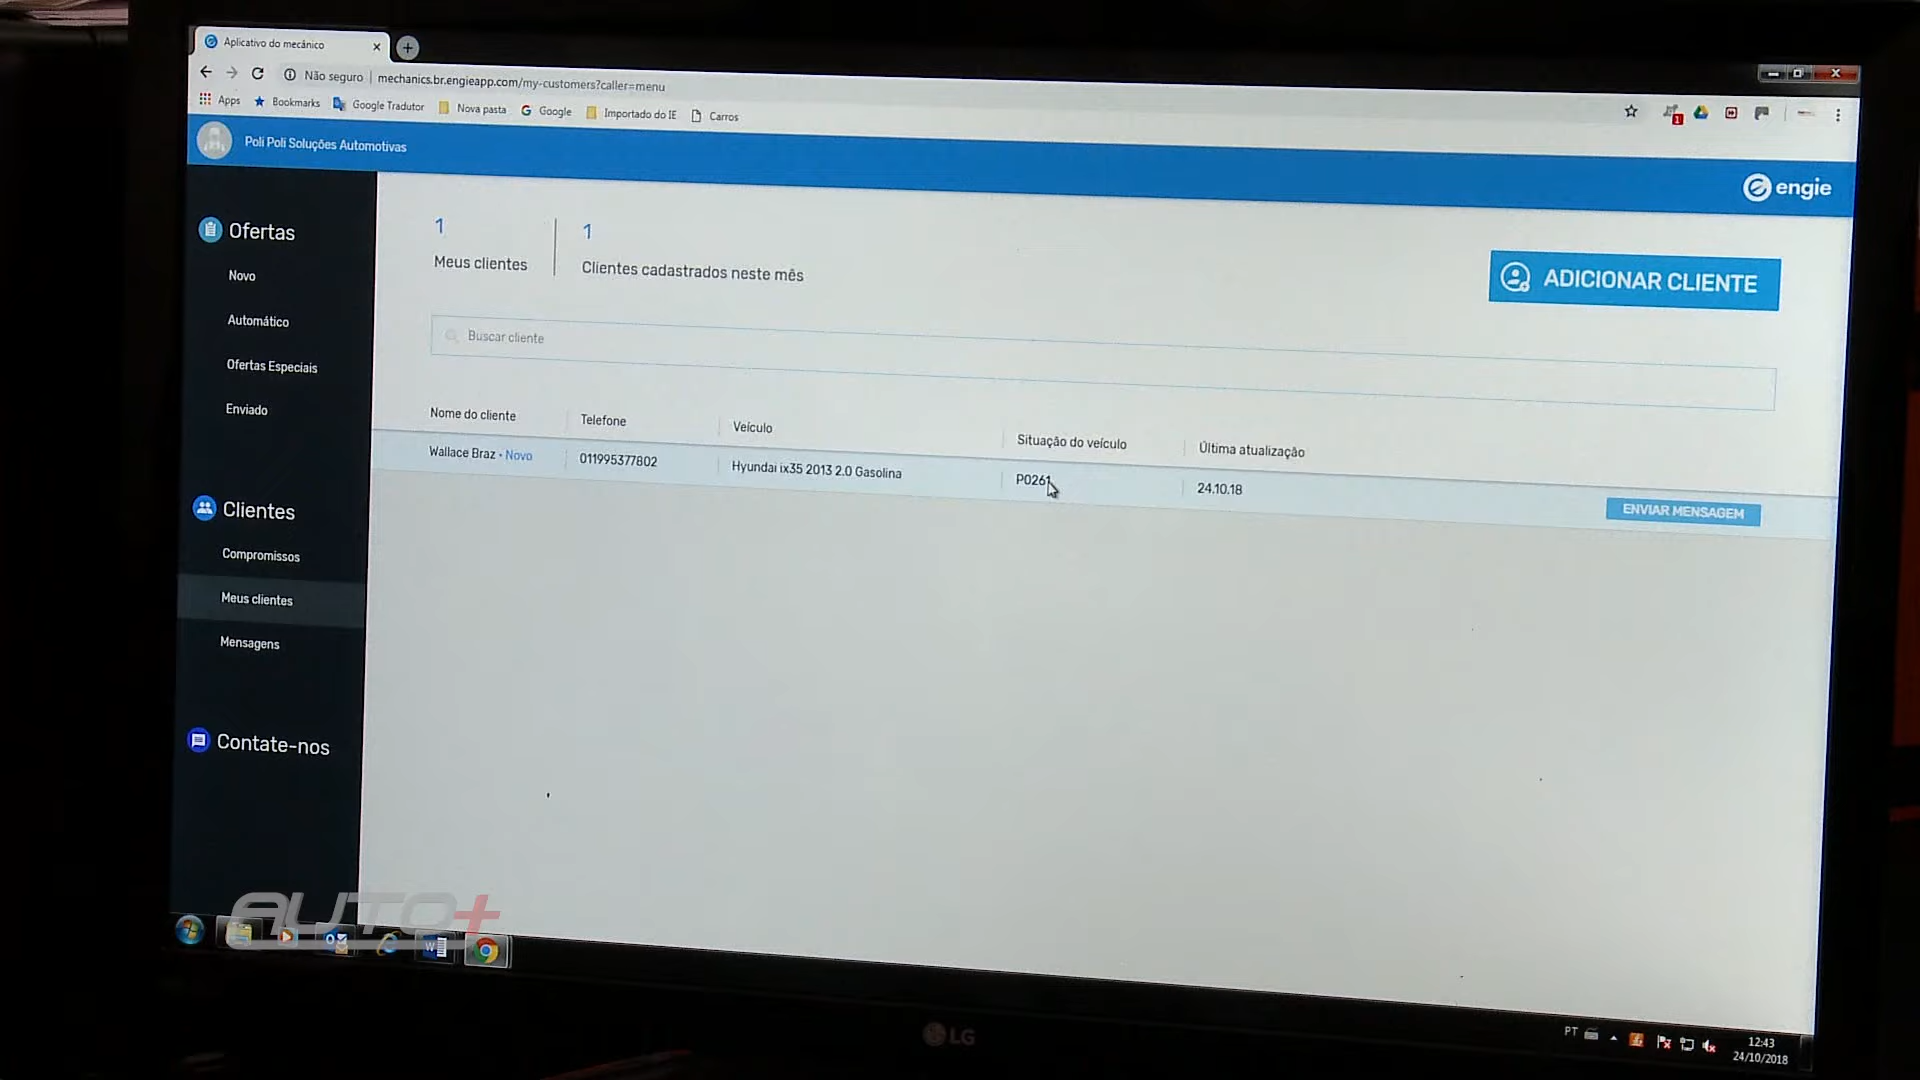 Aplicativo do mecânico
Não seguro | mechanics.br.engieapp.com/my-customers?caller=menu
Apps Bookmarks Google Tradutor Nova pasta Google Importado do IE Carros
1
Poli Poli Soluções Automotivas
engie
Ofertas
Novo
Automático
Ofertas Especiais
Enviado
Clientes
Compromissos
Meus clientes
Mensagens
Contate-nos
1
Meus clientes
1
Clientes cadastrados neste mês
ADICIONAR CLIENTE
Buscar cliente
Nome do cliente Telefone Veículo Situação do veículo Última atualização
Wallace Braz • Novo 011995377802 Hyundai ix35 2013 2.0 Gasolina P0261 24.10.18 ENVIAR MENSAGEM
AUTO+
PT
12:43
24/10/2018
LG